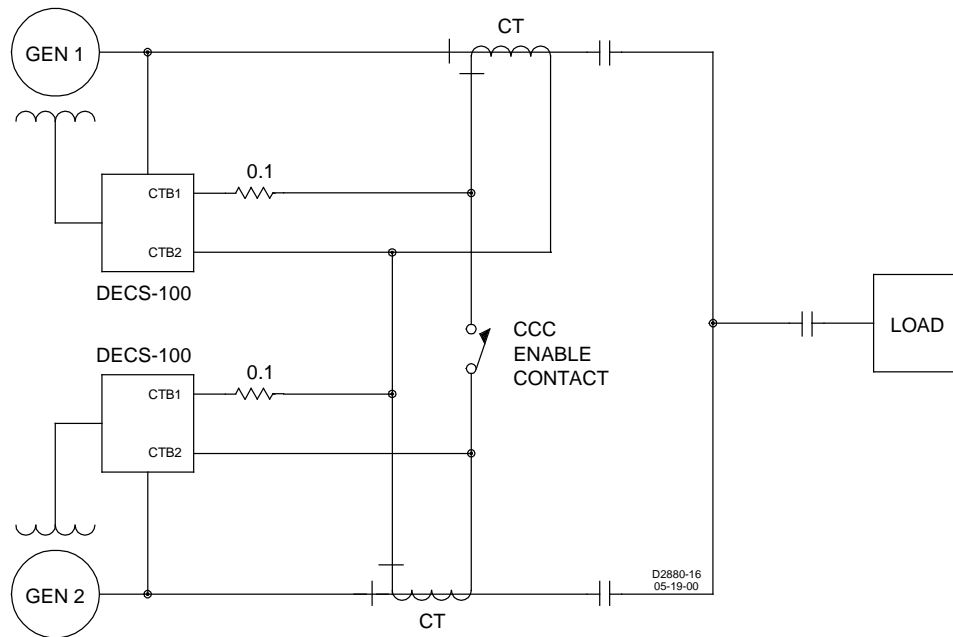 CT
GEN 1
0.1
CTB1
CTB2
DECS-100
CCC
ENABLE
CONTACT
LOAD
DECS-100
0.1
CTB1
CTB2
D2880-16
05-19-00
GEN 2
CT